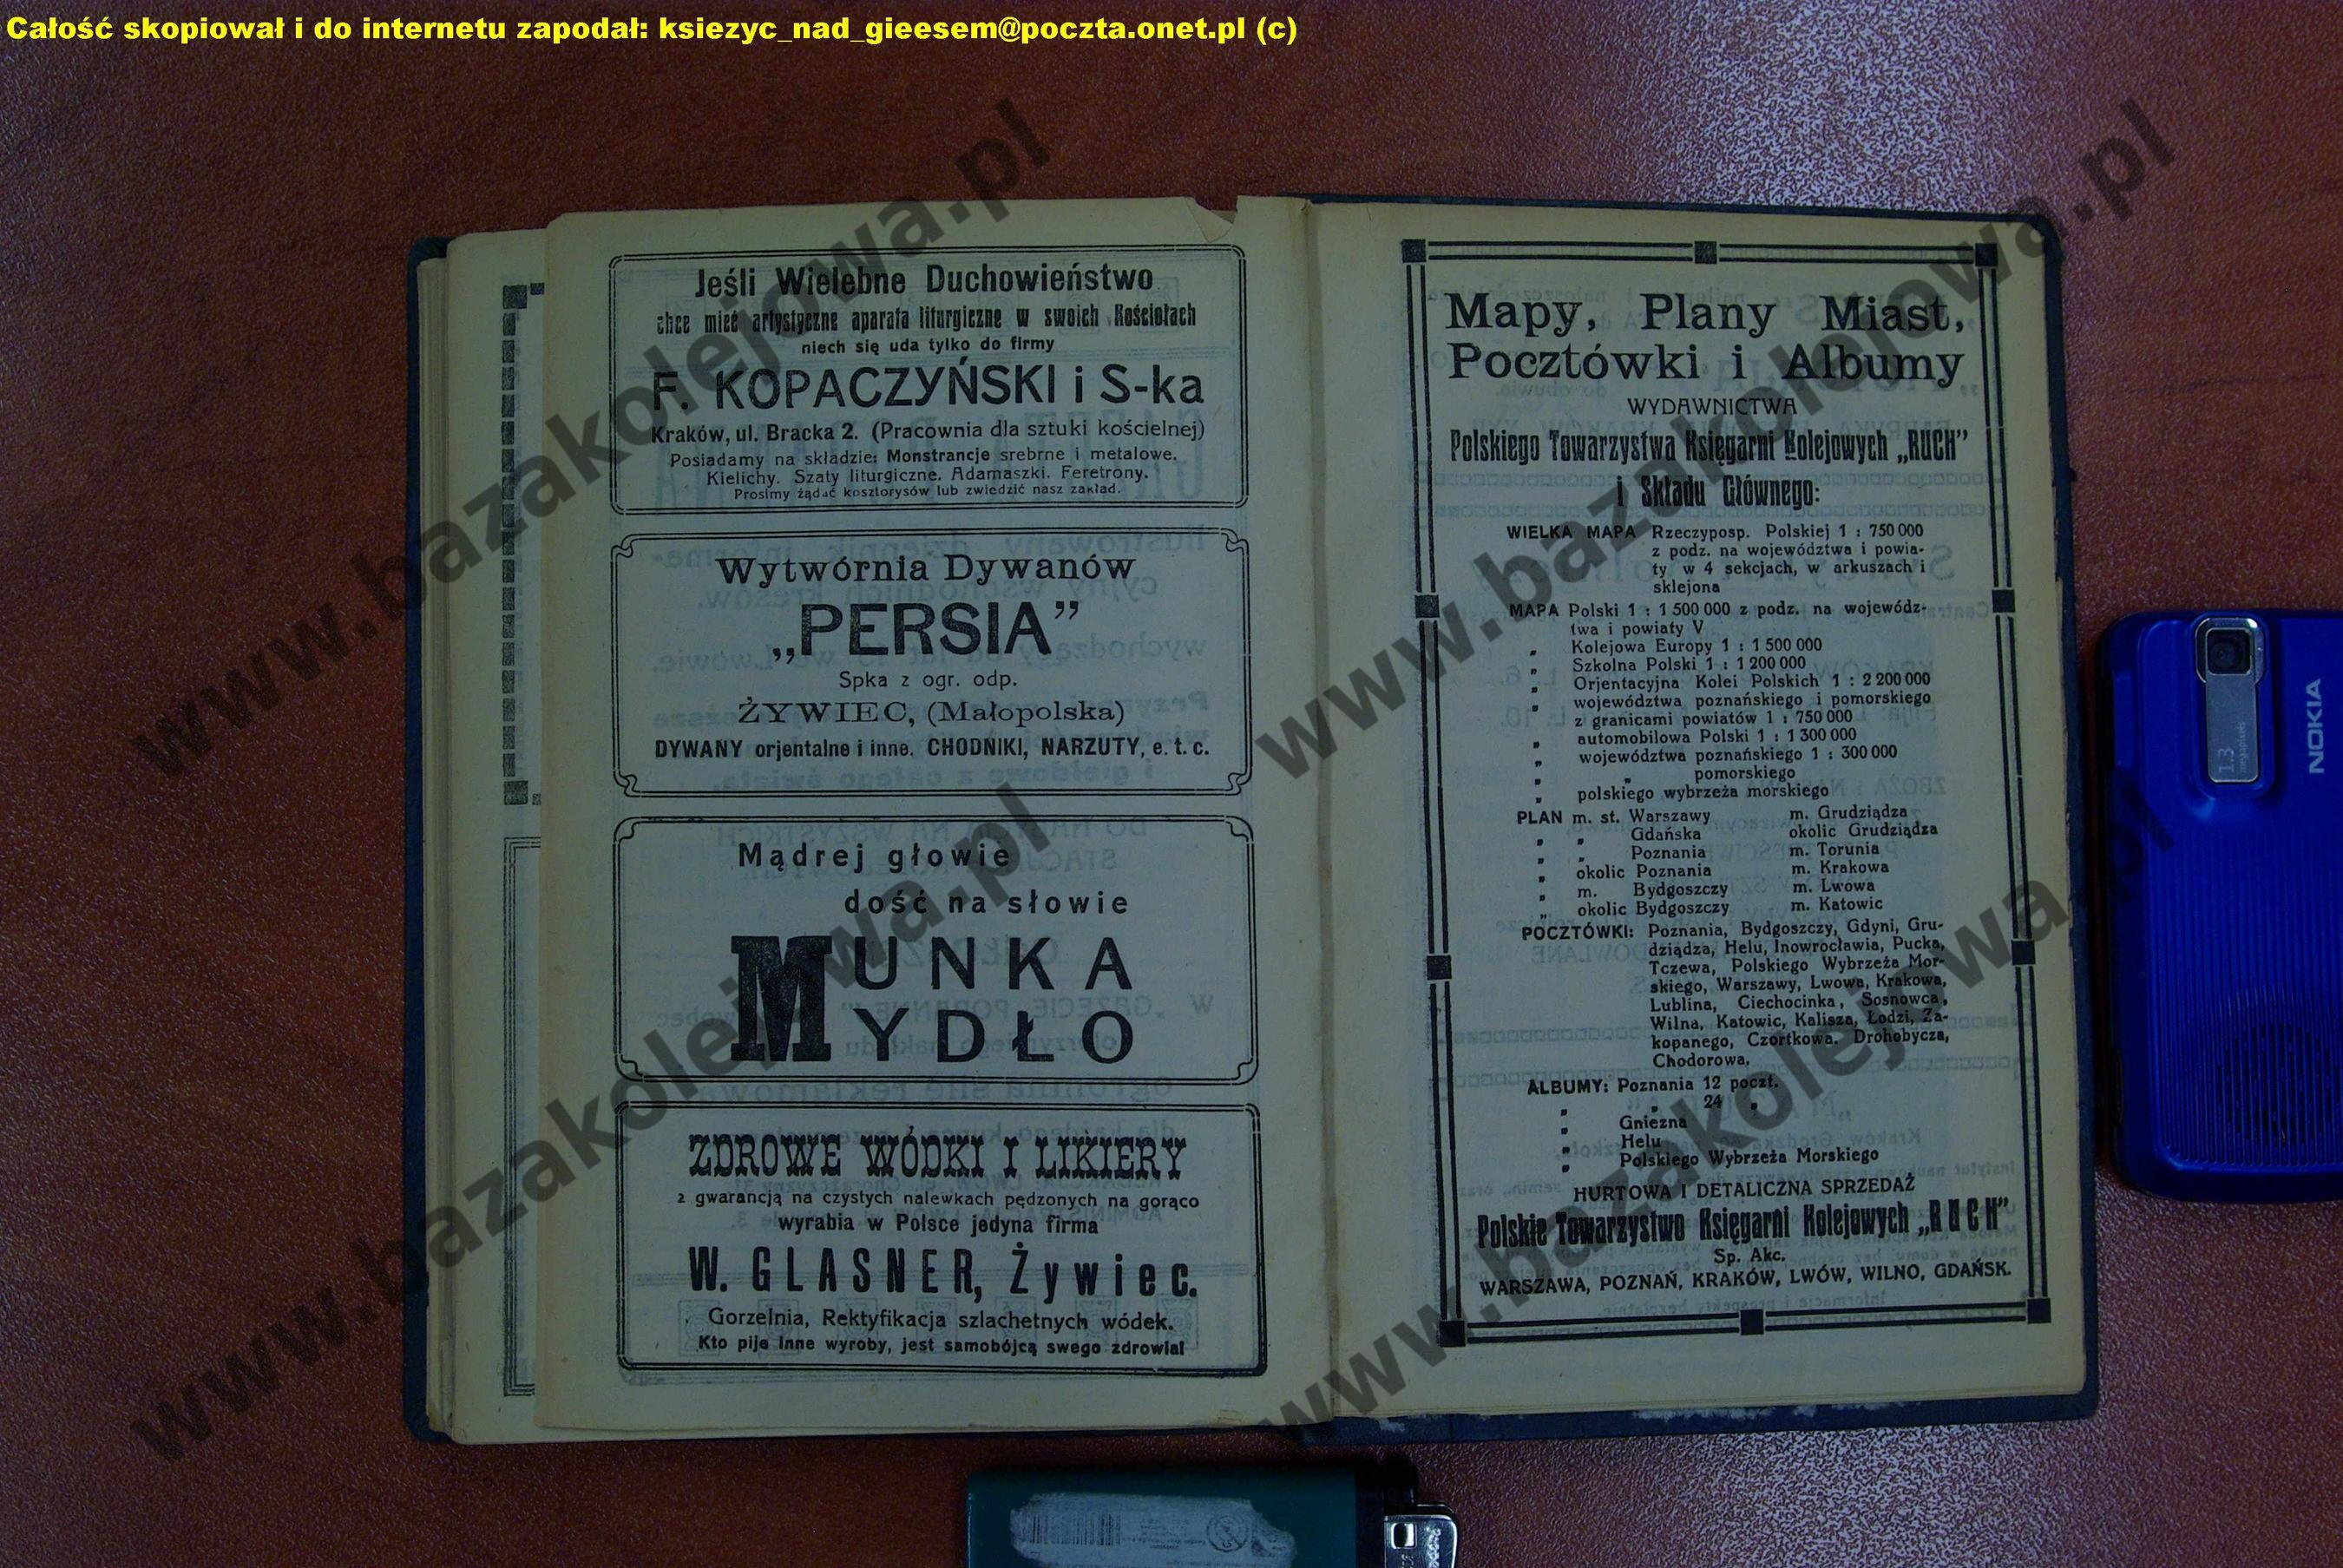 Całość skopiował i do internetu zapodał: ksiezyc_nad_gieesem@poczta.onet.pl (c)
Jeśli Wielebne Duchowieństwo
chce mieć artystyczne aparata liturgiczne w swoich Kościołach
niech się uda tylko do firmy
F. KOPACZYŃSKI i S-ka
Kraków, ul. Bracka 2. (Pracownia dla sztuki kościelnej)
Posiadamy na składzie: Monstrancje srebrne i metalowe.
Kielichy. Szaty liturgiczne. Adamaszki. Feretrony.
Prosimy żądać kosztorysów lub zwiedzić nasz zakład.
Wytwórnia Dywanów
„PERSIA”
Spka z ogr. odp.
ŻYWIEC, (Małopolska)
DYWANY orjentalne i inne. CHODNIKI, NARZUTY, e. t. c.
Mądrej głowie
dość na słowie
MUNKA
MYDŁO
ZDROWE WÓDKI I LIKIERY
z gwarancją na czystych nalewkach pędzonych na gorąco
wyrabia w Polsce jedyna firma
W. GLASNER, Żywiec.
Gorzelnia, Rektyfikacja szlachetnych wódek.
Kto pije inne wyroby, jest samobójcą swego zdrowia!
Mapy, Plany Miast,
Pocztówki i Albumy
WYDAWNICTWA
Polskiego Towarzystwa Księgarni Kolejowych „RUCH”
i Składu Głównego:
WIELKA MAPA Rzeczyposp. Polskiej 1 : 750 000
z podz. na województwa i powia-
ty w 4 sekcjach, w arkuszach i
sklejona
MAPA Polski 1 : 1 500 000 z podz. na wojewódz-
twa i powiaty V
„ Kolejowa Europy 1 : 1 500 000
„ Szkolna Polski 1 : 1 200 000
„ Orjentacyjna Kolei Polskich 1 : 2 200 000
„ województwa poznańskiego i pomorskiego
z granicami powiatów 1 : 750 000
„ automobilowa Polski 1 : 1 300 000
„ województwa poznańskiego 1 : 300 000
„ „ pomorskiego
„ polskiego wybrzeża morskiego
PLAN m. st. Warszawy m. Grudziądza
„ „ Gdańska okolic Grudziądza
„ „ Poznania m. Torunia
„ okolic Poznania m. Krakowa
„ m. Bydgoszczy m. Lwowa
„ okolic Bydgoszczy m. Katowic
POCZTÓWKI: Poznania, Bydgoszczy, Gdyni, Gru-
dziądza, Helu, Inowrocławia, Pucka,
Tczewa, Polskiego Wybrzeża Mor-
skiego, Warszawy, Lwowa, Krakowa,
Lublina, Ciechocinka, Sosnowca,
Wilna, Katowic, Kalisza, Łodzi, Za-
kopanego, Czortkowa. Drohobycza,
Chodorowa.
ALBUMY: Poznania 12 poczt.
„ „ 24 „
„ Gniezna
„ Helu
„ Polskiego Wybrzeża Morskiego
HURTOWA I DETALICZNA SPRZEDAŻ
Polskie Towarzystwo Księgarni Kolejowych „RUCH”
Sp. Akc.
WARSZAWA, POZNAŃ, KRAKÓW, LWÓW, WILNO, GDAŃSK.
NOKIA
1.3
megapixels
www.bazakolejowa.pl
www.bazakolejowa.pl
www.bazakolejowa.pl
www.bazakolejowa.pl